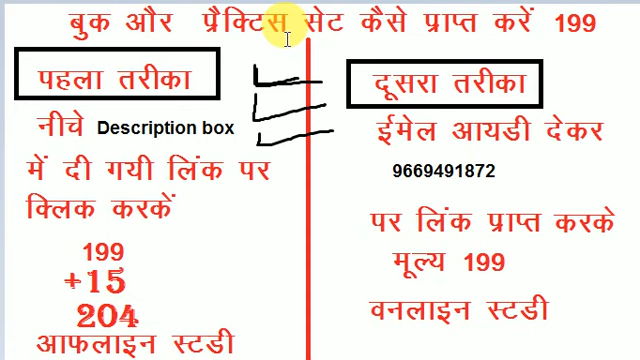 बुक और प्रैक्टिस सेट कैसे प्राप्त करें 199
पहला तरीका
नीचे Description box
में दी गयी लिंक पर
क्लिक करकें
199
+15
204
आफलाइन स्टडी
दूसरा तरीका
ईमेल आयडी देकर
9669491872
पर लिंक प्राप्त करके
मूल्य 199
वनलाइन स्टडी